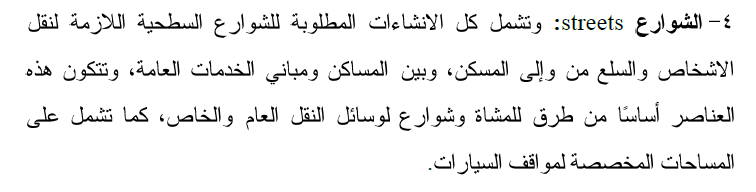 ٤- الشوارع streets: وتشمل كل الانشاءات المطلوبة للشوارع السطحية اللازمة لنقل
الاشخاص والسلع من وإلى المسكن، وبين المساكن ومباني الخدمات العامة، وتتكون هذه
العناصر أساسًا من طرق للمشاة وشوارع لوسائل النقل العام والخاص، كما تشمل على
المساحات المخصصة لمواقف السيارات.